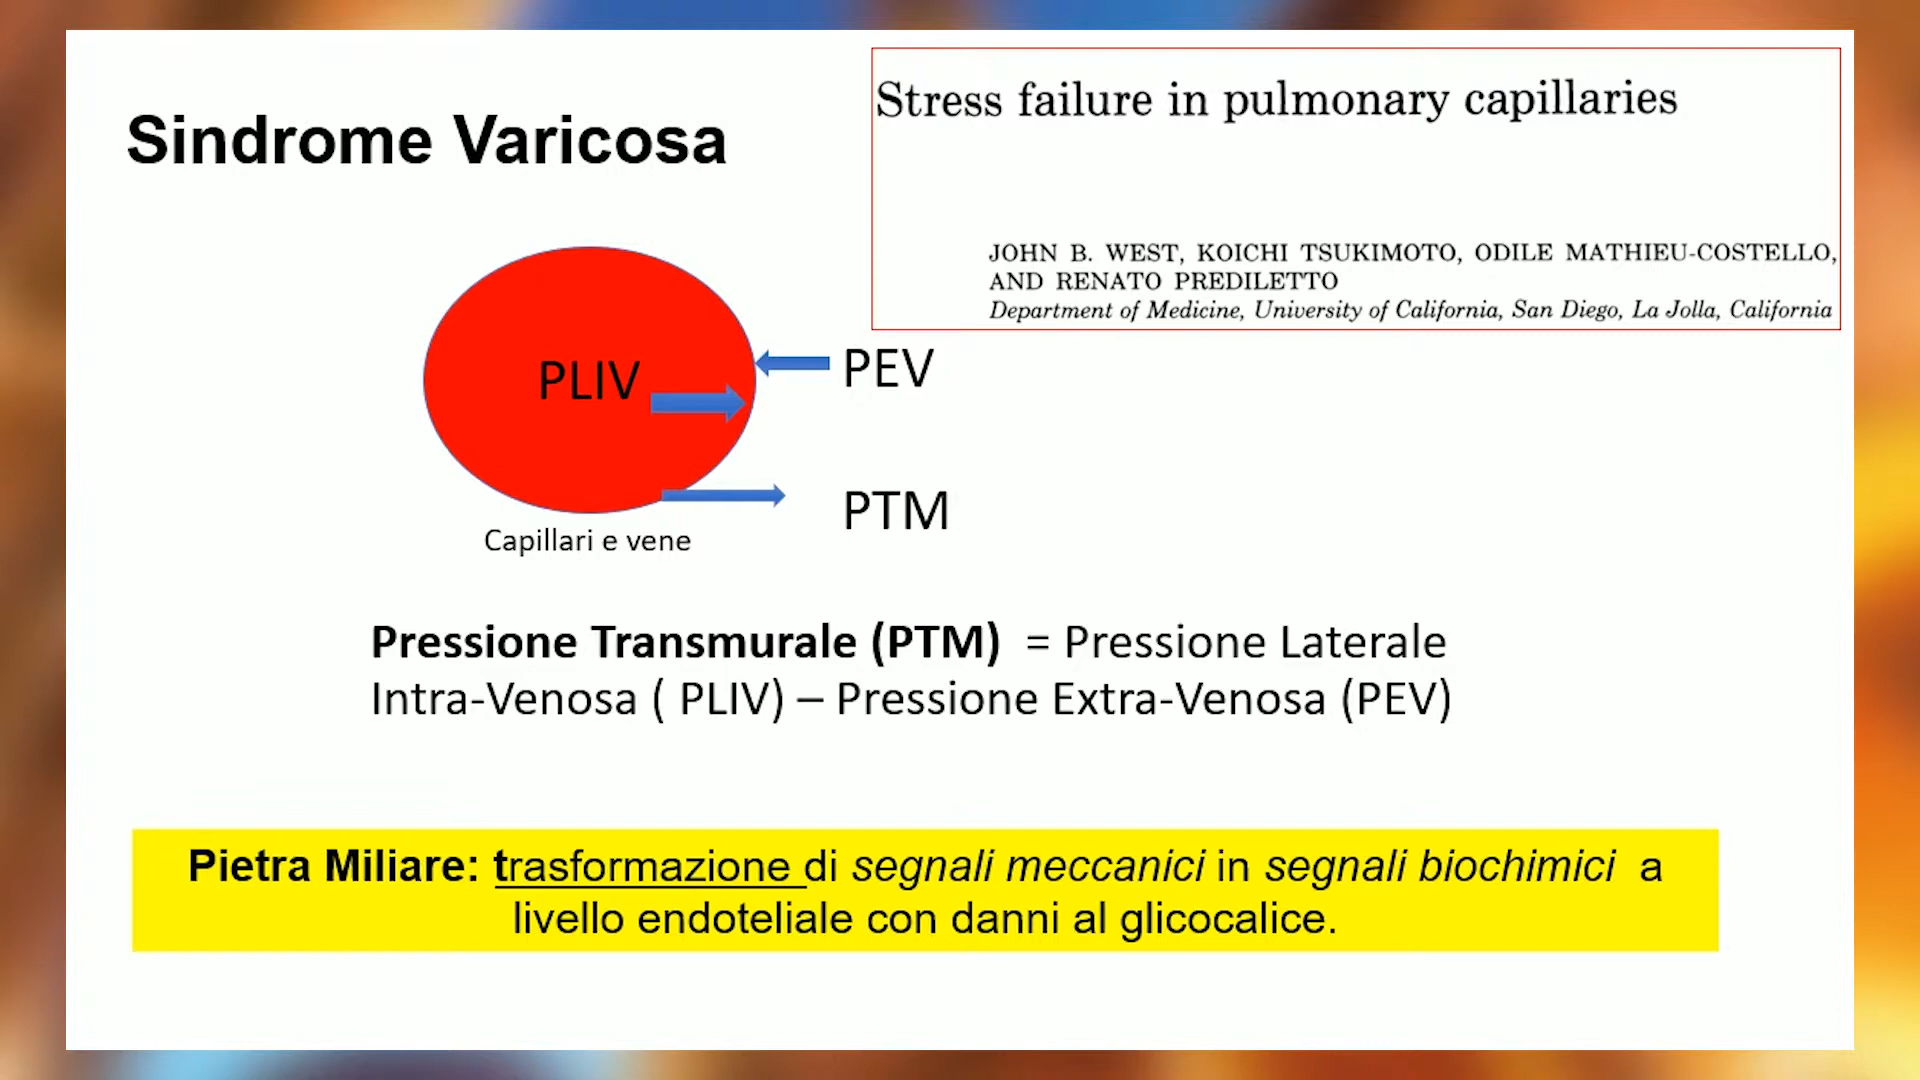 Sindrome Varicosa
Stress failure in pulmonary capillaries
JOHN B. WEST, KOICHI TSUKIMOTO, ODILE MATHIEU-COSTELLO,
AND RENATO PREDILETTO
Department of Medicine, University of California, San Diego, La Jolla, California
PLIV
PEV
PTM
Capillari e vene
Pressione Transmurale (PTM) = Pressione Laterale
Intra-Venosa ( PLIV) – Pressione Extra-Venosa (PEV)
Pietra Miliare: trasformazione di segnali meccanici in segnali biochimici a
livello endoteliale con danni al glicocalice.